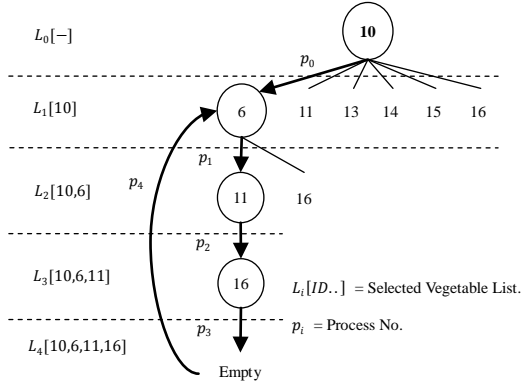 L₀[−]
10
p₀
L₁[10]
6 11 13 14 15 16
p₁
p₄
L₂[10,6]
11 16
p₂
L₃[10,6,11]
16
Lᵢ[ID..] = Selected Vegetable List.
p₃
pᵢ = Process No.
L₄[10,6,11,16]
Empty